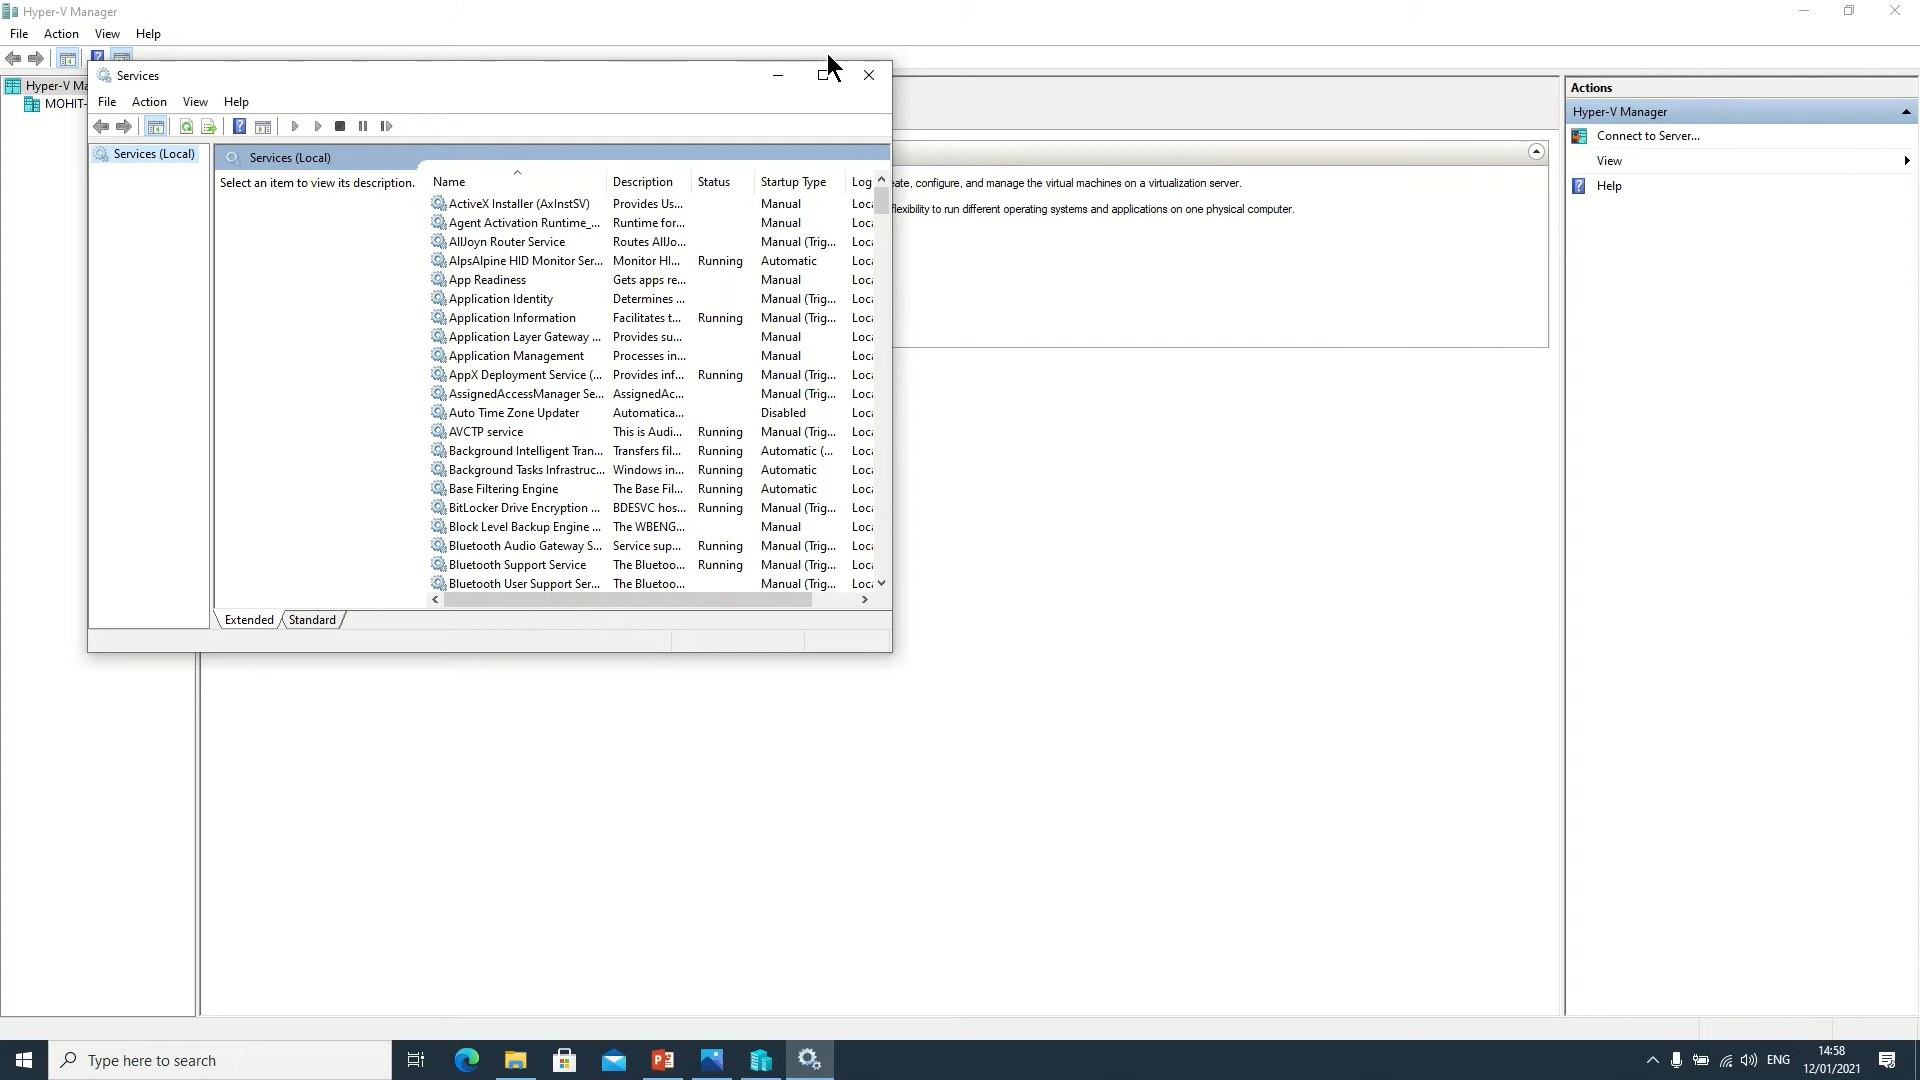 Hyper-V Manager
File Action View Help
Hyper-V Ma
MOHIT-
Services
File Action View Help
Services (Local)
Services (Local)
Select an item to view its description.
Name Description Status Startup Type Log
ActiveX Installer (AxInstSV) Provides Us... Manual Loca
Agent Activation Runtime_... Runtime for... Manual Loca
AllJoyn Router Service Routes AllJo... Manual (Trig... Loca
AlpsAlpine HID Monitor Ser... Monitor HI... Running Automatic Loca
App Readiness Gets apps re... Manual Loca
Application Identity Determines ... Manual (Trig... Loca
Application Information Facilitates t... Running Manual (Trig... Loca
Application Layer Gateway ... Provides su... Manual Loca
Application Management Processes in... Manual Loca
AppX Deployment Service (... Provides inf... Running Manual (Trig... Loca
AssignedAccessManager Se... AssignedAc... Manual (Trig... Loca
Auto Time Zone Updater Automatica... Disabled Loca
AVCTP service This is Audi... Running Manual (Trig... Loca
Background Intelligent Tran... Transfers fil... Running Automatic (... Loca
Background Tasks Infrastruc... Windows in... Running Automatic Loca
Base Filtering Engine The Base Fil... Running Automatic Loca
BitLocker Drive Encryption ... BDESVC hos... Running Manual (Trig... Loca
Block Level Backup Engine ... The WBENG... Manual Loca
Bluetooth Audio Gateway S... Service sup... Running Manual (Trig... Loca
Bluetooth Support Service The Bluetoo... Running Manual (Trig... Loca
Bluetooth User Support Ser... The Bluetoo... Manual (Trig... Loca
Extended Standard
eate, configure, and manage the virtual machines on a virtualization server.
flexibility to run different operating systems and applications on one physical computer.
Actions
Hyper-V Manager
Connect to Server...
View
Help
Type here to search
ENG
14:58
12/01/2021